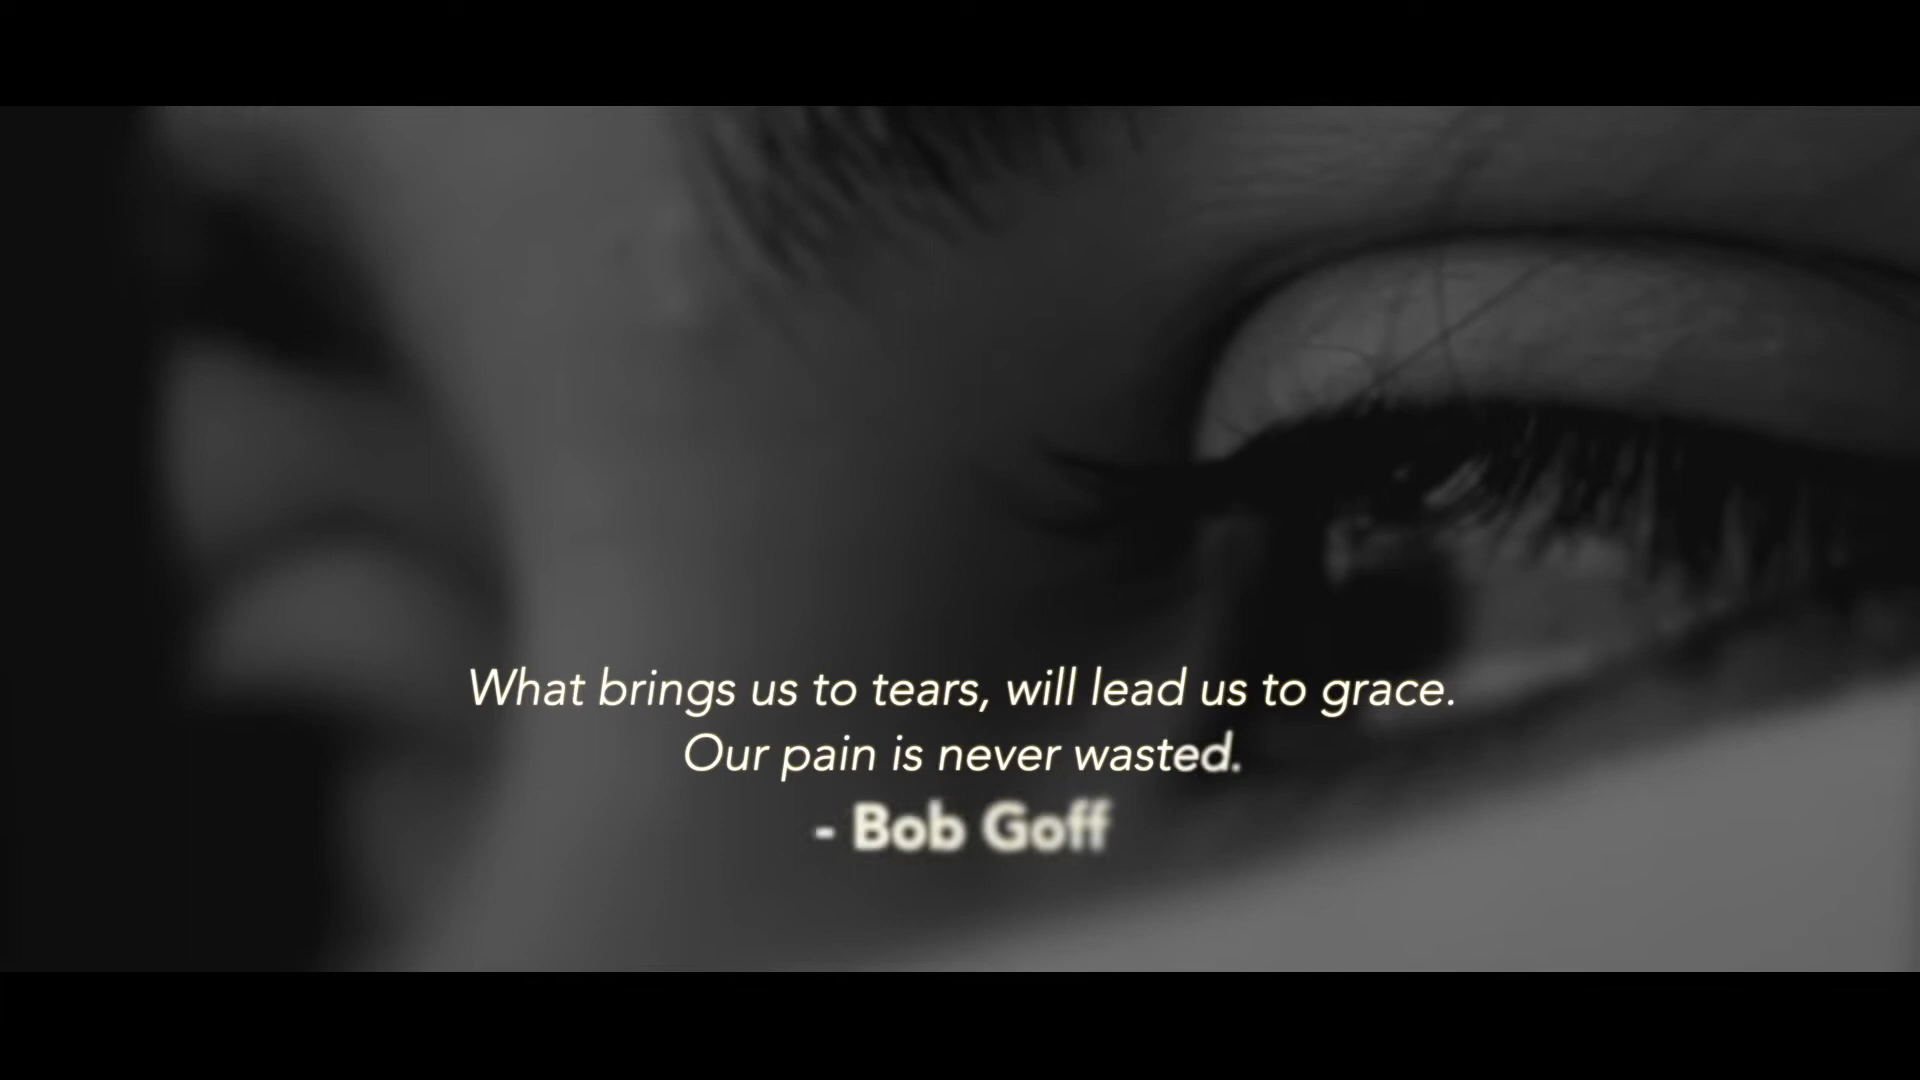 What brings us to tears, will lead us to grace.
Our pain is never wasted.
- Bob Goff